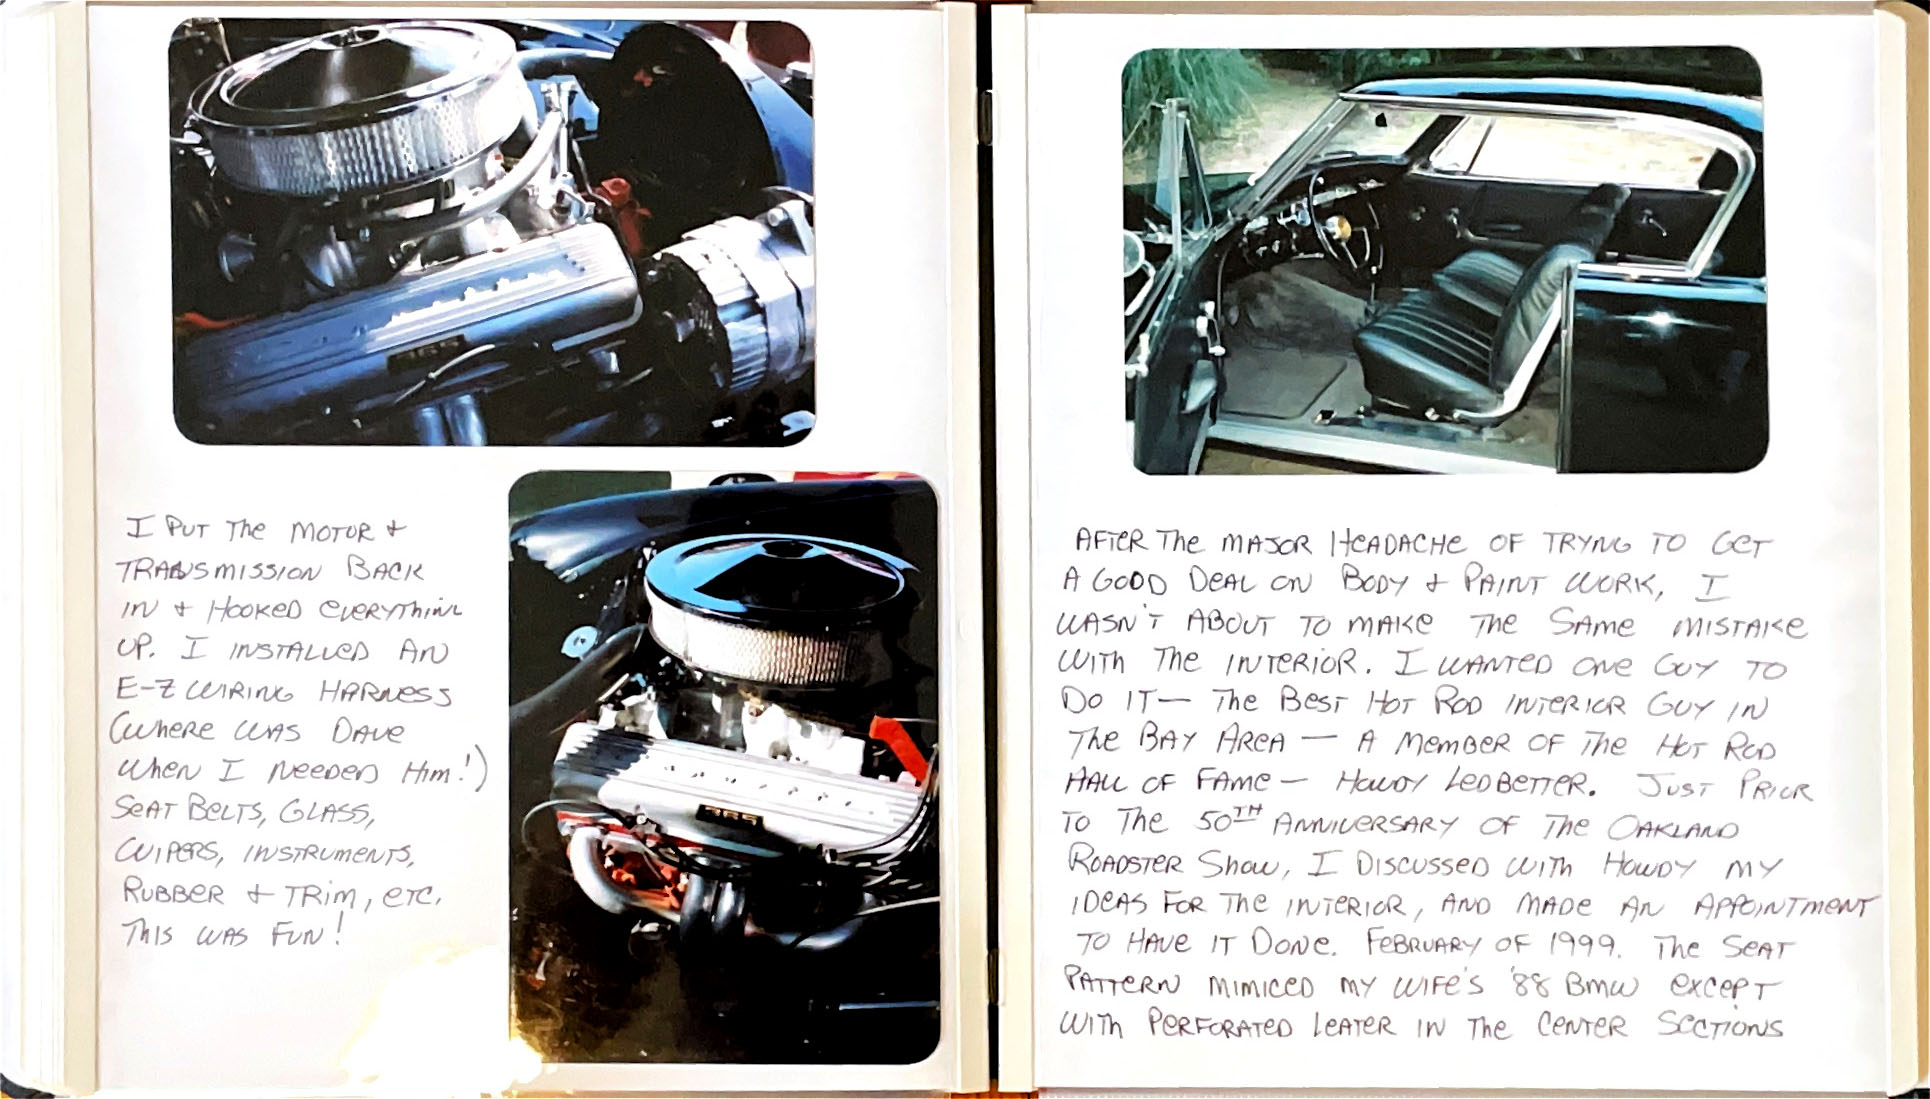 I PUT THE MOTOR &
TRANSMISSION BACK
IN & HOOKED EVERYTHING
UP. I INSTALLED AN
E-Z WIRING HARNESS
(WHERE WAS DAVE
WHEN I NEEDED HIM!)
SEAT BELTS, GLASS,
WIPERS, INSTRUMENTS,
RUBBER & TRIM, ETC.
THIS WAS FUN!
AFTER THE MAJOR HEADACHE OF TRYNG TO GET
A GOOD DEAL ON BODY & PAINT WORK, I
WASN'T ABOUT TO MAKE THE SAME MISTAKE
WITH THE INTERIOR. I WANTED ONE GUY TO
DO IT— THE BEST HOT ROD INTERIOR GUY IN
THE BAY AREA — A MEMBER OF THE HOT ROD
HALL OF FAME — HOWDY LEDBETTER. JUST PRIOR
TO THE 50TH ANNIVERSARY OF THE OAKLAND
ROADSTER SHOW, I DISCUSSED WITH HOWDY MY
IDEAS FOR THE INTERIOR, AND MADE AN APPOINTMENT
TO HAVE IT DONE. FEBRUARY OF 1999. THE SEAT
PATTERN MIMICED MY WIFE'S '88 BMW EXCEPT
WITH PERFORATED LEATER IN THE CENTER SECTIONS